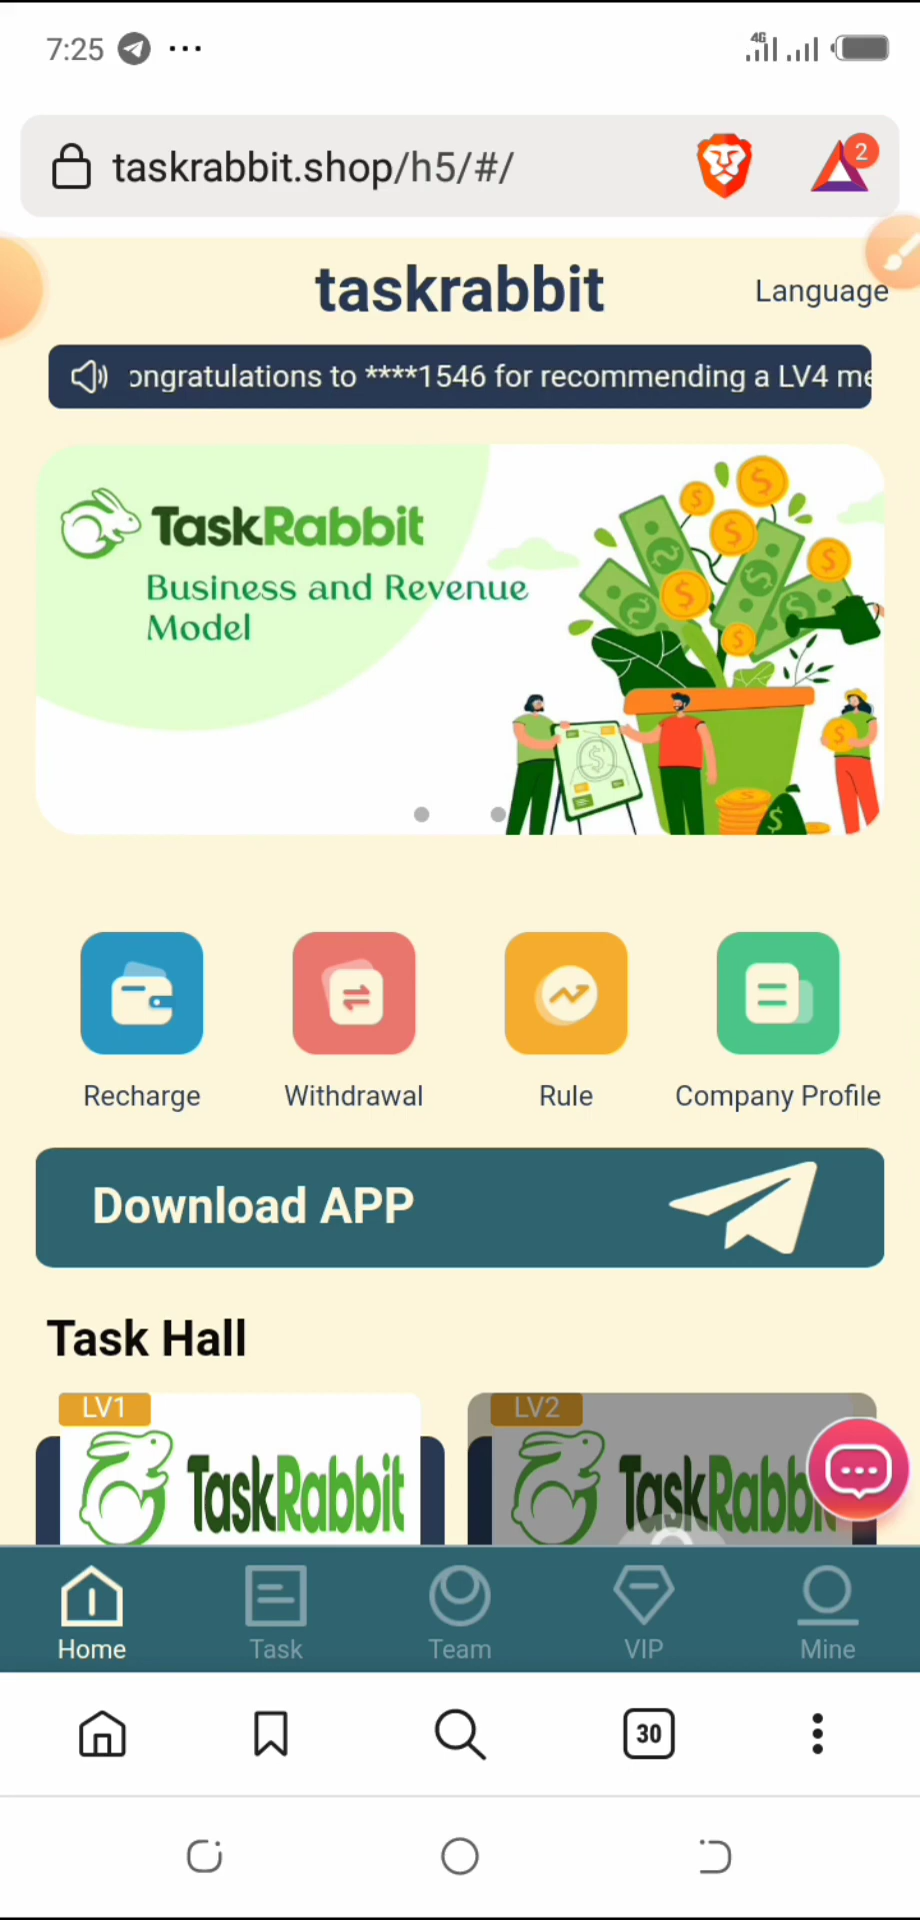 7:25
4G
taskrabbit.shop/h5/#/
2
taskrabbit
Language
ongratulations to ****1546 for recommending a LV4 me
TaskRabbit
Business and Revenue
Model
Recharge Withdrawal Rule Company Profile
Download APP
Task Hall
LV1 LV2
TaskRabbit TaskRabbit
Home Task Team VIP Mine
30